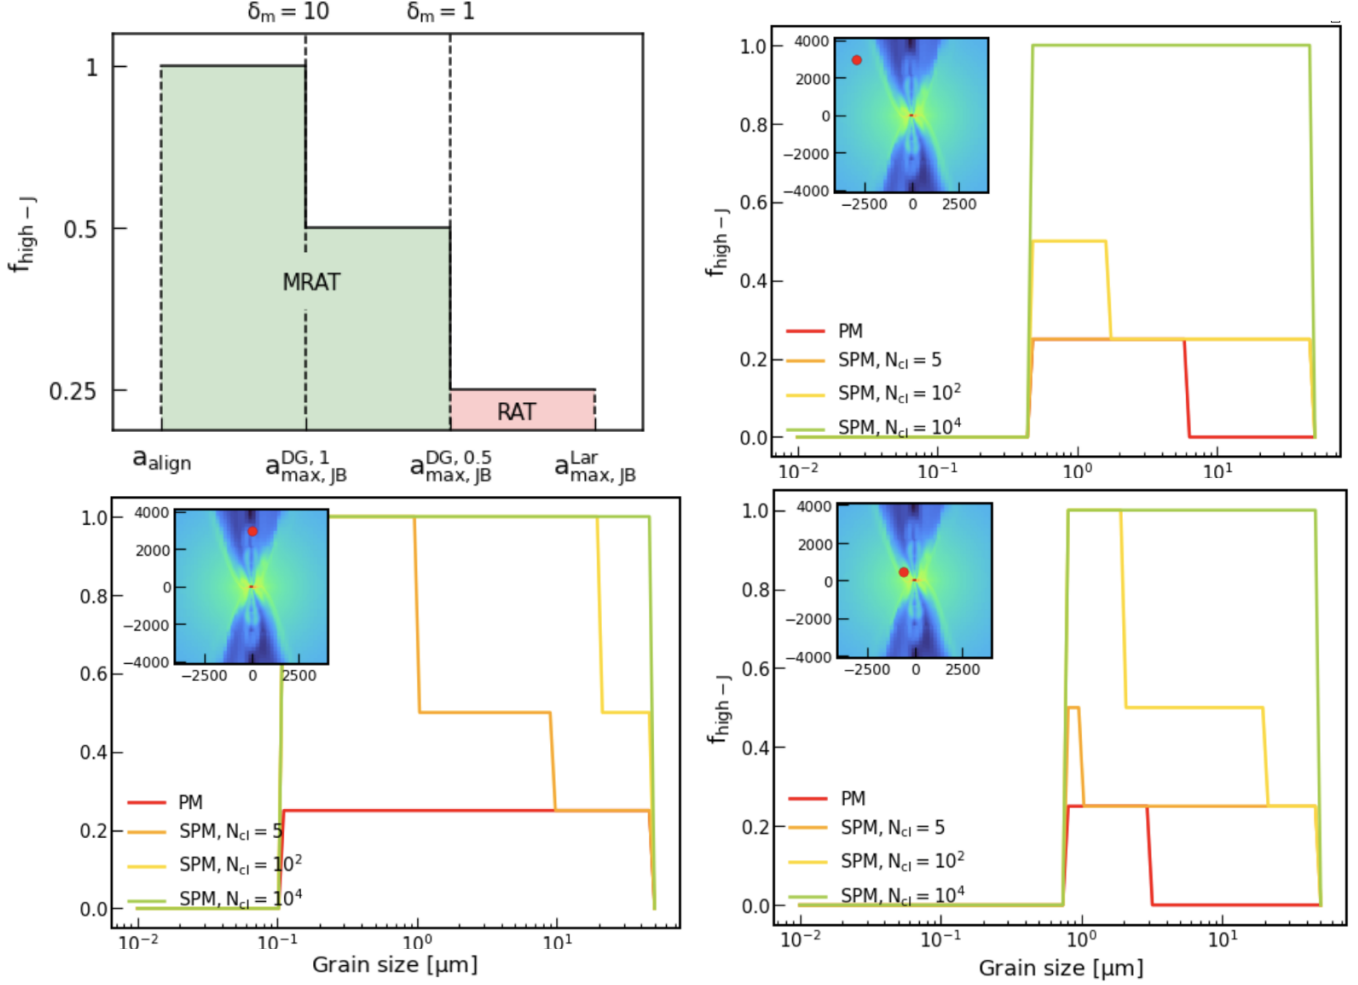 δm = 10 δm = 1
1
0.5
0.25
fhigh − J
MRAT
RAT
aalign
aDG, 1max, JB
aDG, 0.5max, JB
aLarmax, JB
1.0
0.8
0.6
0.4
0.2
0.0
fhigh − J
4000
2000
0
−2000
−4000
−2500 0 2500
PM
SPM, Ncl = 5
SPM, Ncl = 10²
SPM, Ncl = 10⁴
10⁻² 10⁻¹ 10⁰ 10¹
1.0
0.8
0.6
0.4
0.2
0.0
4000
2000
0
−2000
−4000
−2500 0 2500
PM
SPM, Ncl = 5
SPM, Ncl = 10²
SPM, Ncl = 10⁴
10⁻² 10⁻¹ 10⁰ 10¹
Grain size [μm]
1.0
0.8
0.6
0.4
0.2
0.0
fhigh − J
4000
2000
0
−2000
−4000
−2500 0 2500
PM
SPM, Ncl = 5
SPM, Ncl = 10²
SPM, Ncl = 10⁴
10⁻² 10⁻¹ 10⁰ 10¹
Grain size [μm]